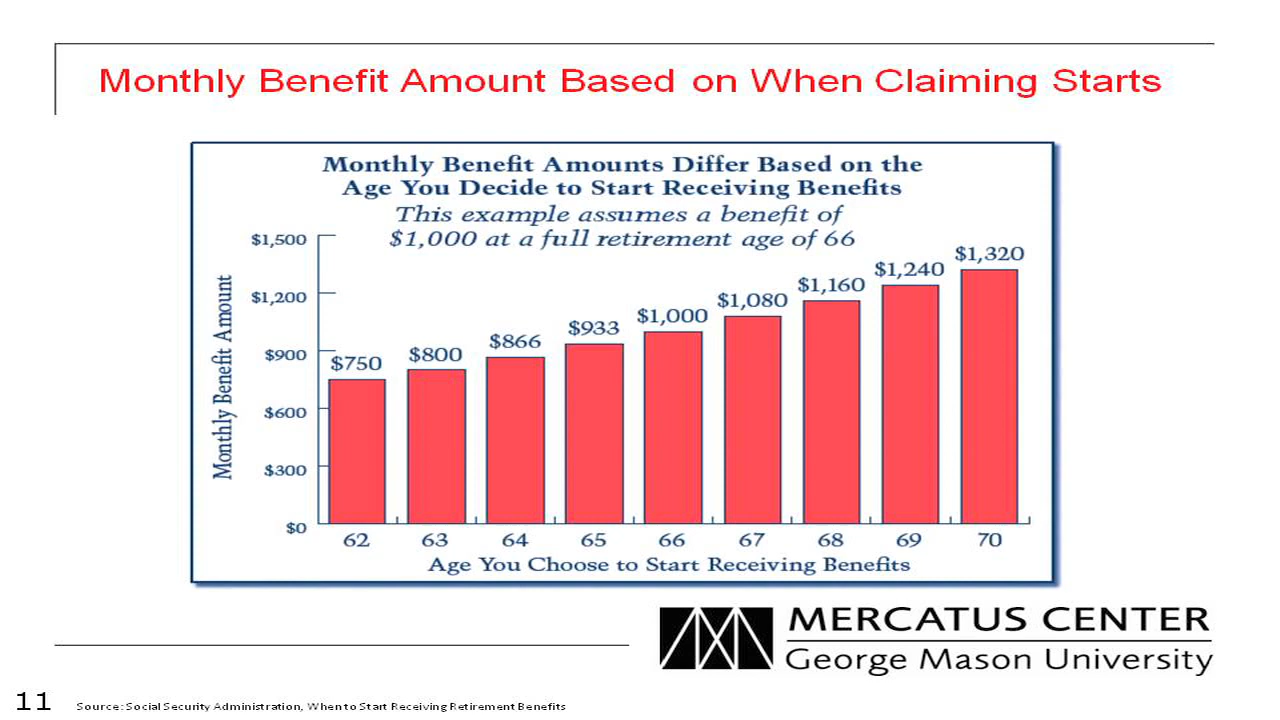 Monthly Benefit Amount Based on When Claiming Starts
Monthly Benefit Amounts Differ Based on the
Age You Decide to Start Receiving Benefits
This example assumes a benefit of
$1,000 at a full retirement age of 66
Monthly Benefit Amount
$1,500
$1,200
$900
$600
$300
$0
$750
$800
$866
$933
$1,000
$1,080
$1,160
$1,240
$1,320
62 63 64 65 66 67 68 69 70
Age You Choose to Start Receiving Benefits
MERCATUS CENTER
George Mason University
11 Source: Social Security Administration, When to Start Receiving Retirement Benefits